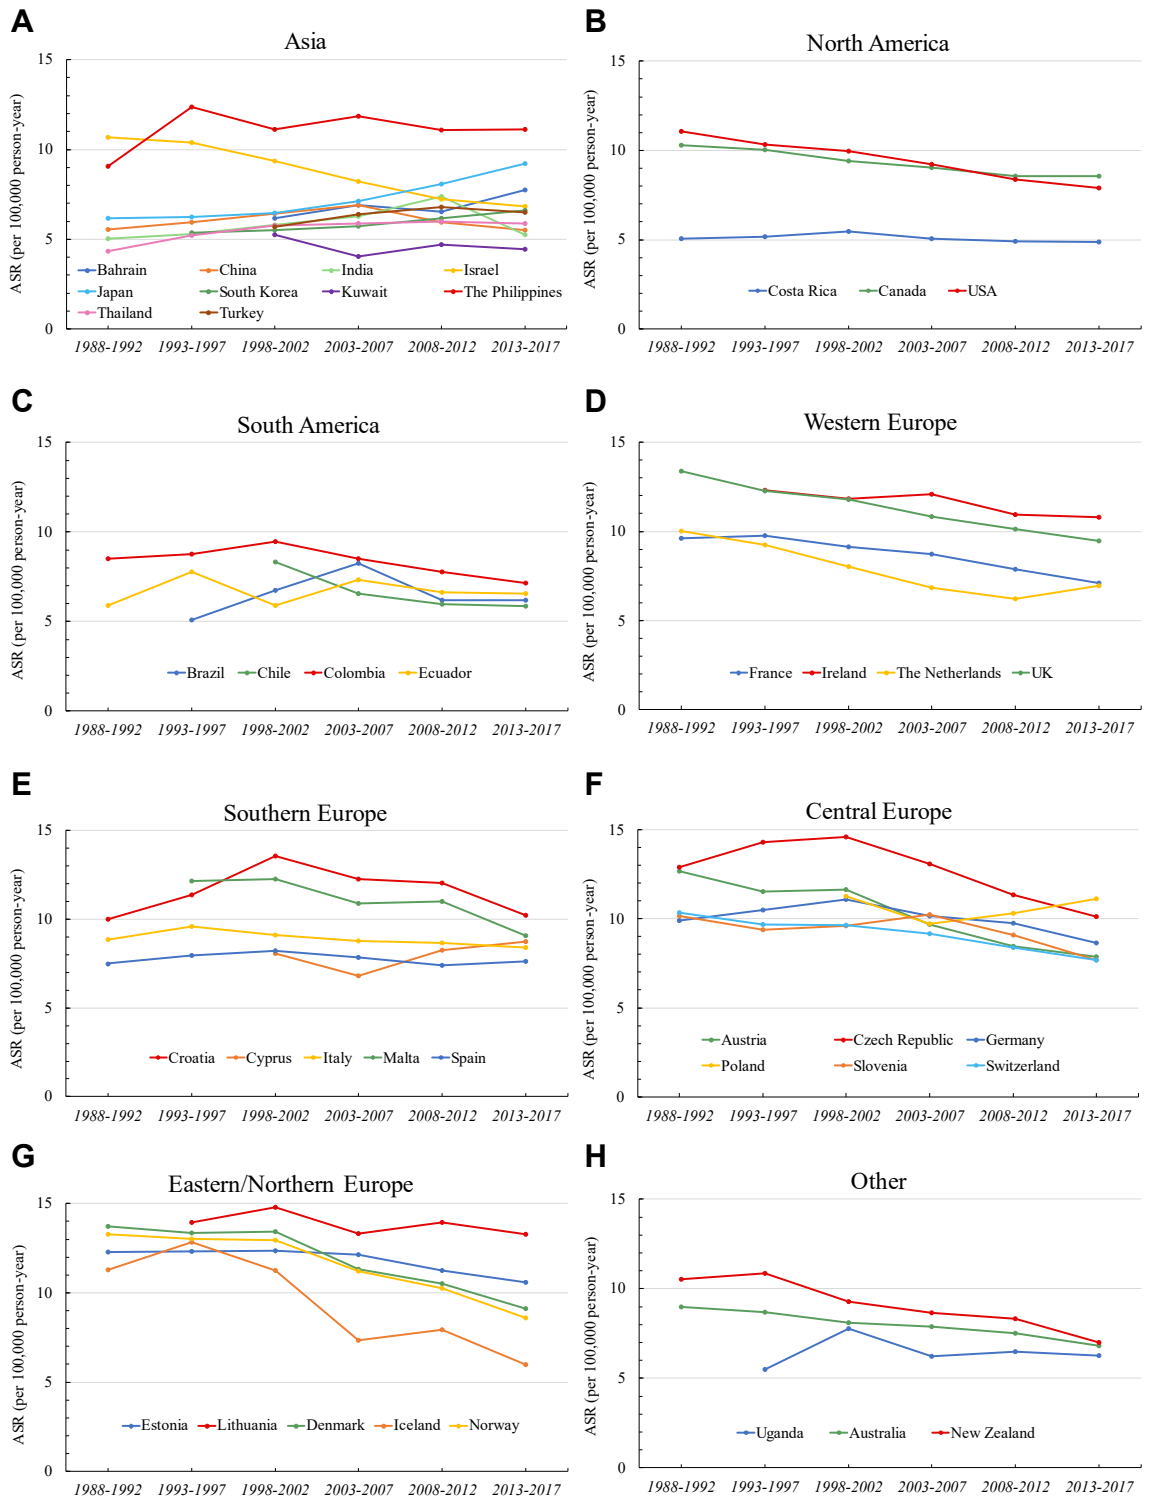 A
Asia
ASR (per 100,000 person-year)
15
10
5
0
Bahrain China India Israel
Japan South Korea Kuwait The Philippines
Thailand Turkey
1988-1992 1993-1997 1998-2002 2003-2007 2008-2012 2013-2017
B
North America
ASR (per 100,000 person-year)
15
10
5
0
Costa Rica Canada USA
1988-1992 1993-1997 1998-2002 2003-2007 2008-2012 2013-2017
C
South America
ASR (per 100,000 person-year)
15
10
5
0
Brazil Chile Colombia Ecuador
1988-1992 1993-1997 1998-2002 2003-2007 2008-2012 2013-2017
D
Western Europe
ASR (per 100,000 person-year)
15
10
5
0
France Ireland The Netherlands UK
1988-1992 1993-1997 1998-2002 2003-2007 2008-2012 2013-2017
E
Southern Europe
ASR (per 100,000 person-year)
15
10
5
0
Croatia Cyprus Italy Malta Spain
1988-1992 1993-1997 1998-2002 2003-2007 2008-2012 2013-2017
F
Central Europe
ASR (per 100,000 person-year)
15
10
5
0
Austria Czech Republic Germany
Poland Slovenia Switzerland
1988-1992 1993-1997 1998-2002 2003-2007 2008-2012 2013-2017
G
Eastern/Northern Europe
ASR (per 100,000 person-year)
15
10
5
0
Estonia Lithuania Denmark Iceland Norway
1988-1992 1993-1997 1998-2002 2003-2007 2008-2012 2013-2017
H
Other
ASR (per 100,000 person-year)
15
10
5
0
Uganda Australia New Zealand
1988-1992 1993-1997 1998-2002 2003-2007 2008-2012 2013-2017